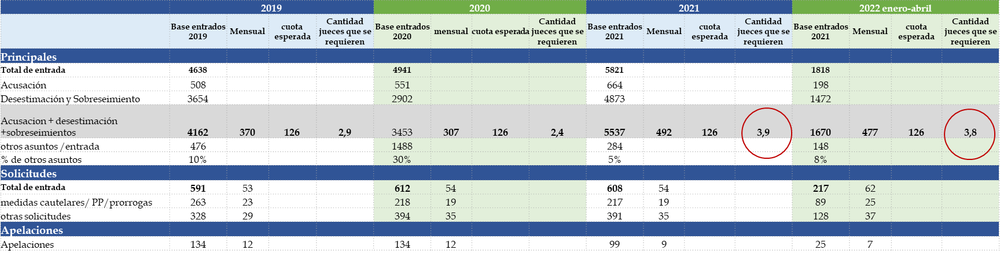 2019 2020 2021 2022 enero-abril
Base entrados 2019 Mensual cuota esperada Cantidad jueces que se requieren Base entrados 2020 mensual cuota esperada Cantidad jueces que se requieren Base entrados 2021 Mensual cuota esperada Cantidad jueces que se requieren Base entrados 2021 Mensual cuota esperada Cantidad jueces que se requieren
Principales
Total de entrada 4638 4941 5821 1818
Acusación 508 551 664 198
Desestimación y Sobreseimiento 3654 2902 4873 1472
Acusacion + desestimación
+sobreseimientos 4162 370 126 2,9 3453 307 126 2,4 5537 492 126 3,9 1670 477 126 3,8
otros asuntos /entrada 476 1488 284 148
% de otros asuntos 10% 30% 5% 8%
Solicitudes
Total de entrada 591 53 612 54 608 54 217 62
medidas cautelares/ PP/prorrogas 263 23 218 19 217 19 89 25
otras solicitudes 328 29 394 35 391 35 128 37
Apelaciones
Apelaciones 134 12 134 12 99 9 25 7